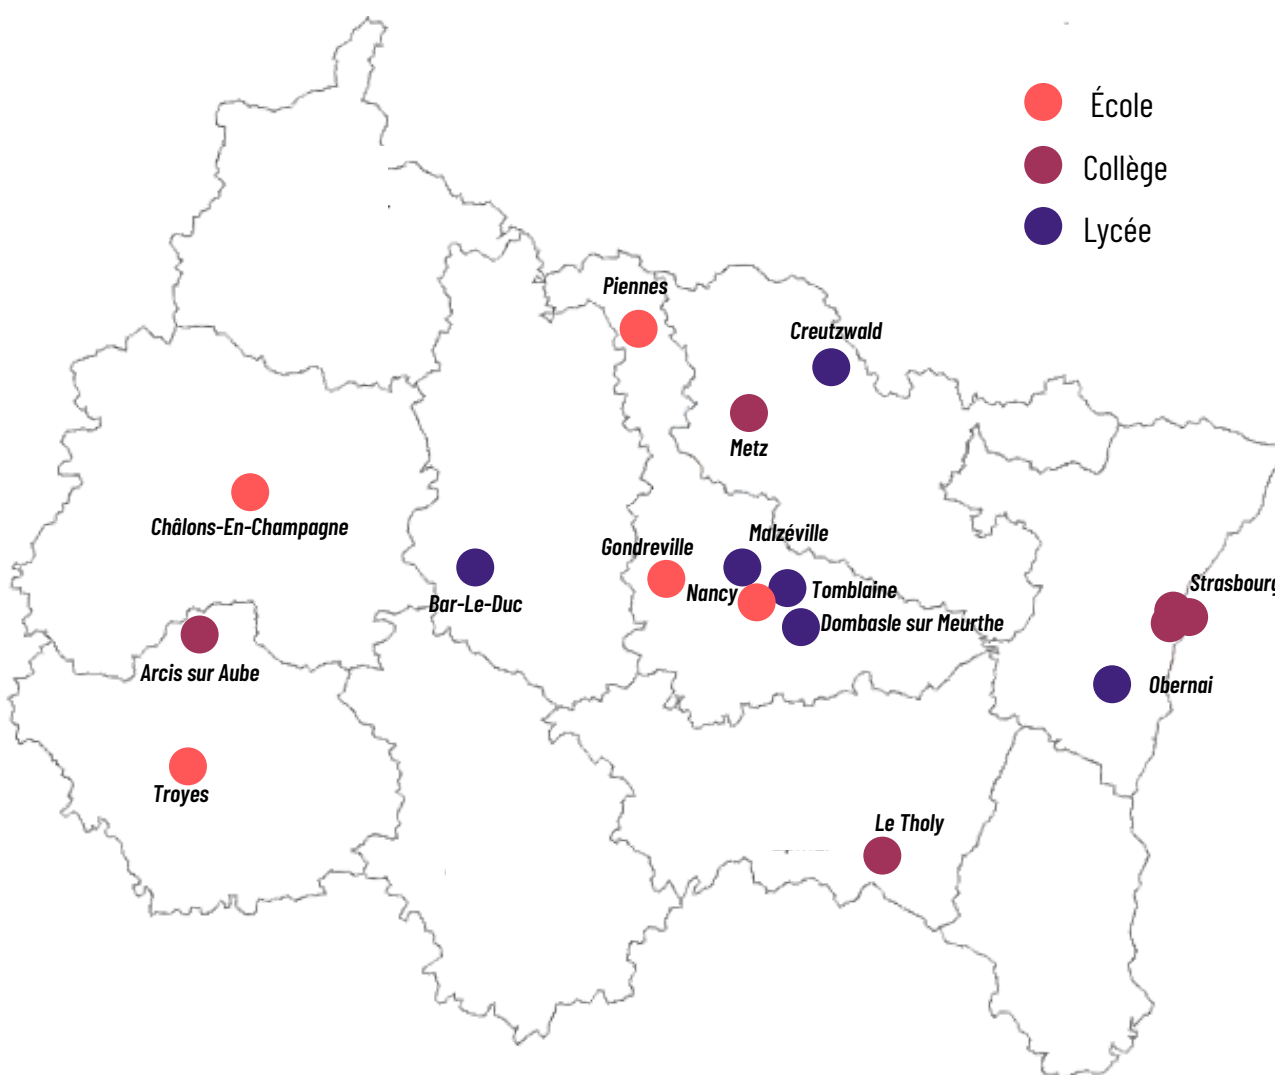 École
Collège
Lycée
Piennes
Creutzwald
Metz
Châlons-En-Champagne
Malzéville
Gondreville
Nancy
Tomblaine
Strasbourg
Bar-Le-Duc
Dombasle sur Meurthe
Arcis sur Aube
Obernai
Troyes
Le Tholy